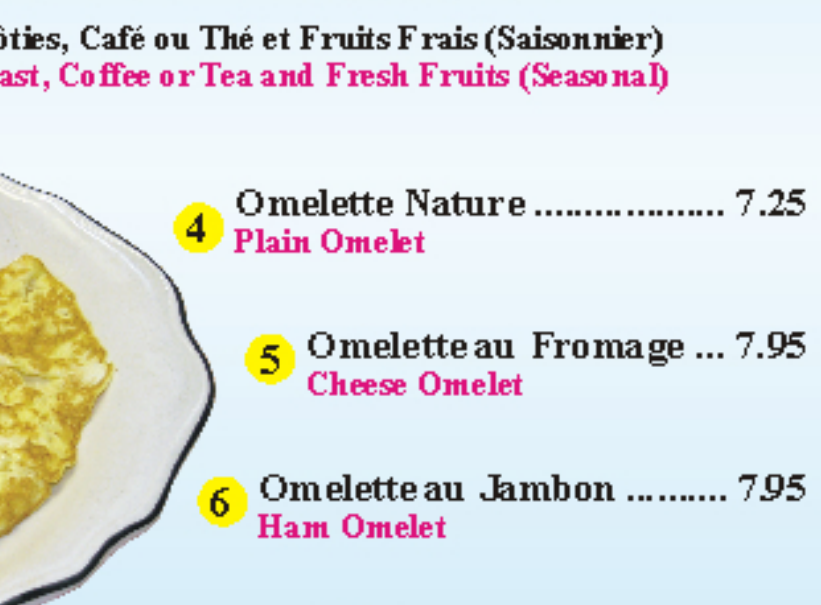 ôties, Café ou Thé et Fruits Frais (Saisonnier)
ast, Coffee or Tea and Fresh Fruits (Seasonal)
4 Omelette Nature ................... 7.25
Plain Omelet
5 Omelette au Fromage ... 7.95
Cheese Omelet
6 Omelette au Jambon .......... 7.95
Ham Omelet